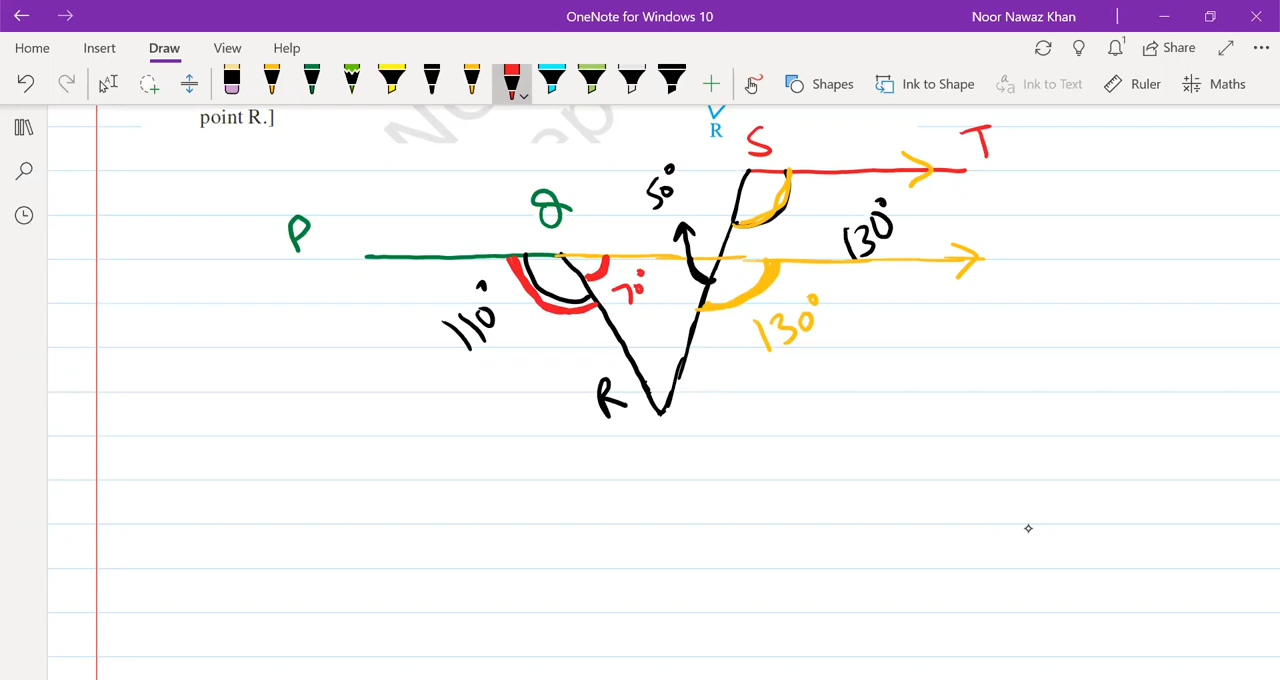 OneNote for Windows 10
Noor Nawaz Khan
Home Insert Draw View Help
Share
Shapes Ink to Shape Ink to Text Ruler Maths
point R.]
R
S T
50°
P Q 130°
110° 70° 130°
R